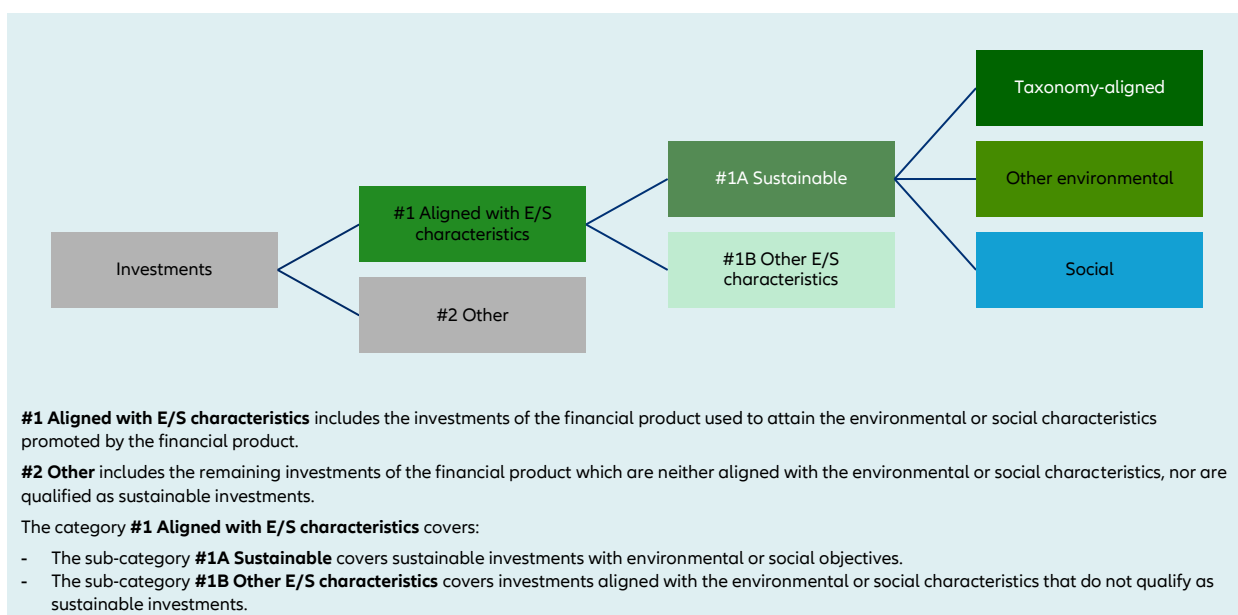 Taxonomy-aligned
#1A Sustainable
Other environmental
#1 Aligned with E/S
characteristics
#1B Other E/S
characteristics
Investments
Social
#2 Other
#1 Aligned with E/S characteristics includes the investments of the financial product used to attain the environmental or social characteristics
promoted by the financial product.
#2 Other includes the remaining investments of the financial product which are neither aligned with the environmental or social characteristics, nor are
qualified as sustainable investments.
The category #1 Aligned with E/S characteristics covers:
- The sub-category #1A Sustainable covers sustainable investments with environmental or social objectives.
- The sub-category #1B Other E/S characteristics covers investments aligned with the environmental or social characteristics that do not qualify as
sustainable investments.